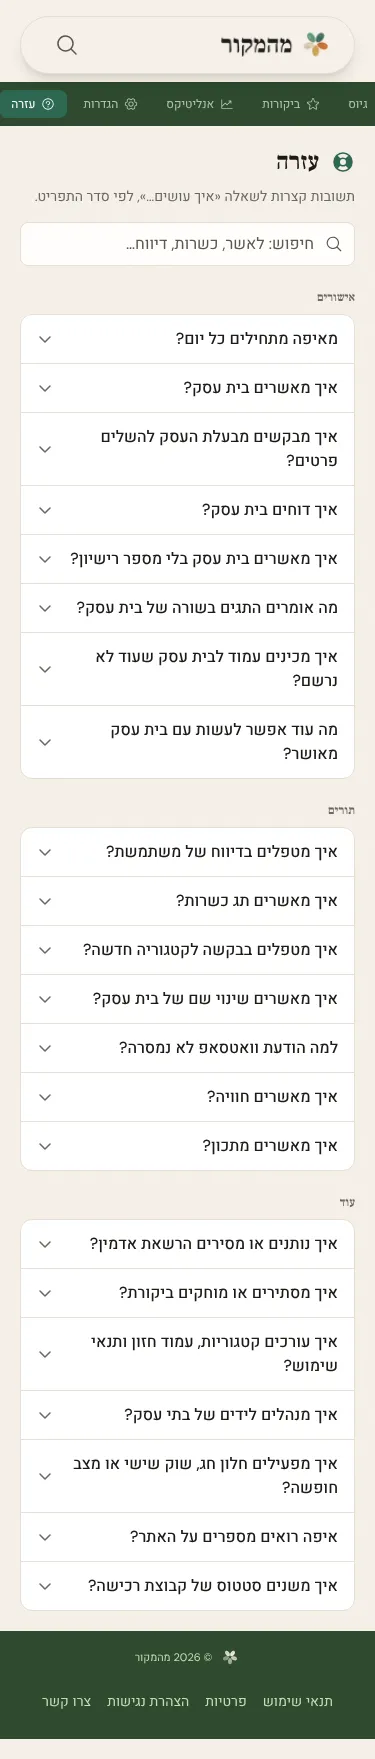 מהמקור
גיוס ביקורות אנליטיקס הגדרות עזרה
עזרה
תשובות קצרות לשאלה «איך עושים…», לפי סדר התפריט.
חיפוש: לאשר, כשרות, דיווח...
אישורים
מאיפה מתחילים כל יום?
איך מאשרים בית עסק?
איך מבקשים מבעלת העסק להשלים
פרטים?
איך דוחים בית עסק?
איך מאשרים בית עסק בלי מספר רישיון?
מה אומרים התגים בשורה של בית עסק?
איך מכינים עמוד לבית עסק שעוד לא
נרשם?
מה עוד אפשר לעשות עם בית עסק
מאושר?
תורים
איך מטפלים בדיווח של משתמשת?
איך מאשרים תג כשרות?
איך מטפלים בבקשה לקטגוריה חדשה?
איך מאשרים שינוי שם של בית עסק?
למה הודעת וואטסאפ לא נמסרה?
איך מאשרים חוויה?
איך מאשרים מתכון?
עוד
איך נותנים או מסירים הרשאת אדמין?
איך מסתירים או מוחקים ביקורת?
איך עורכים קטגוריות, עמוד חזון ותנאי
שימוש?
איך מנהלים לידים של בתי עסק?
איך מפעילים חלון חג, שוק שישי או מצב
חופשה?
איפה רואים מספרים על האתר?
איך משנים סטטוס של קבוצת רכישה?
© 2026 מהמקור
תנאי שימוש פרטיות הצהרת נגישות צרו קשר